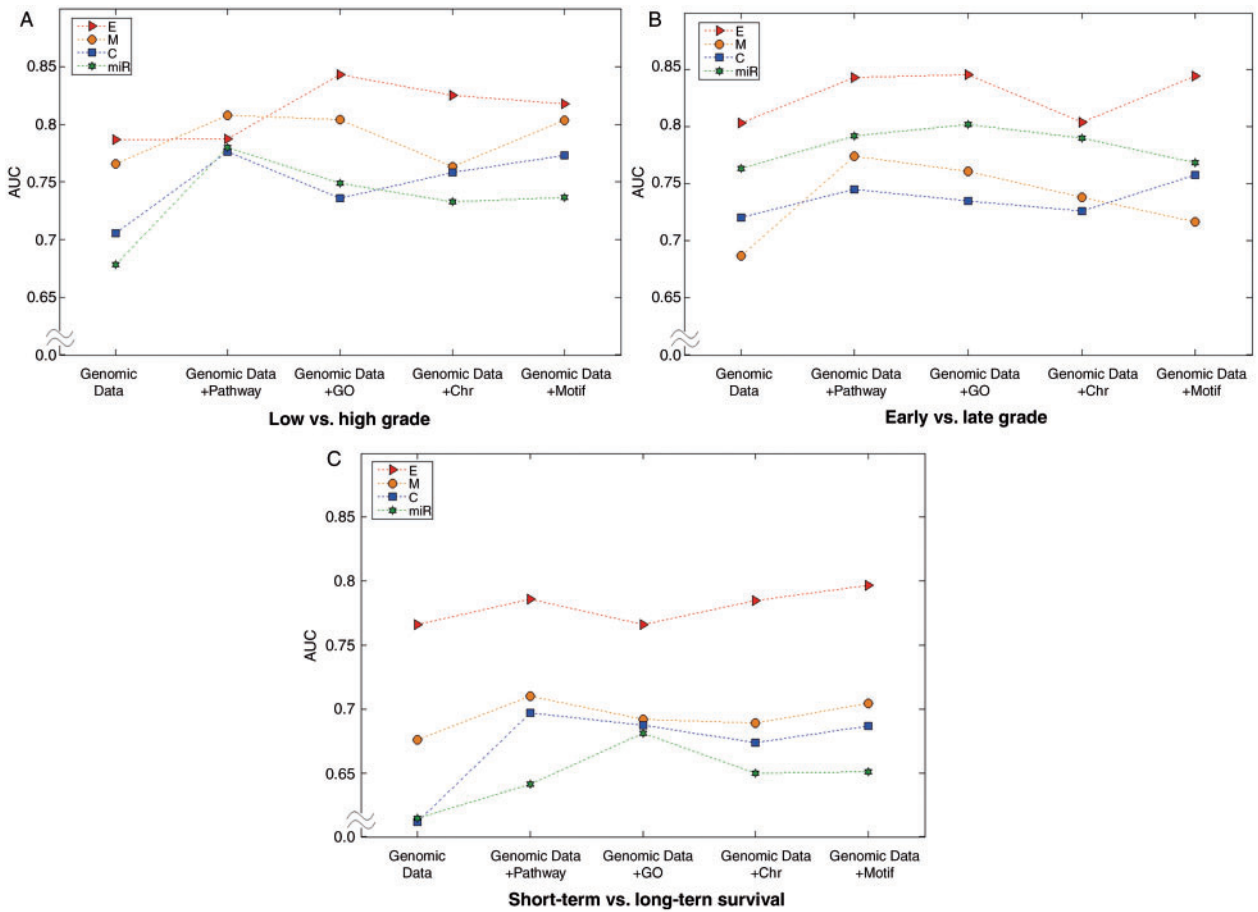 A
E
M
C
miR
0.85
0.8
0.75
0.7
0.65
0.0
AUC
Genomic Data
Genomic Data +Pathway
Genomic Data +GO
Genomic Data +Chr
Genomic Data +Motif
Low vs. high grade
B
E
M
C
miR
0.85
0.8
0.75
0.7
0.65
0.0
AUC
Genomic Data
Genomic Data +Pathway
Genomic Data +GO
Genomic Data +Chr
Genomic Data +Motif
Early vs. late grade
C
E
M
C
miR
0.85
0.8
0.75
0.7
0.65
0.0
AUC
Genomic Data
Genomic Data +Pathway
Genomic Data +GO
Genomic Data +Chr
Genomic Data +Motif
Short-term vs. long-tern survival